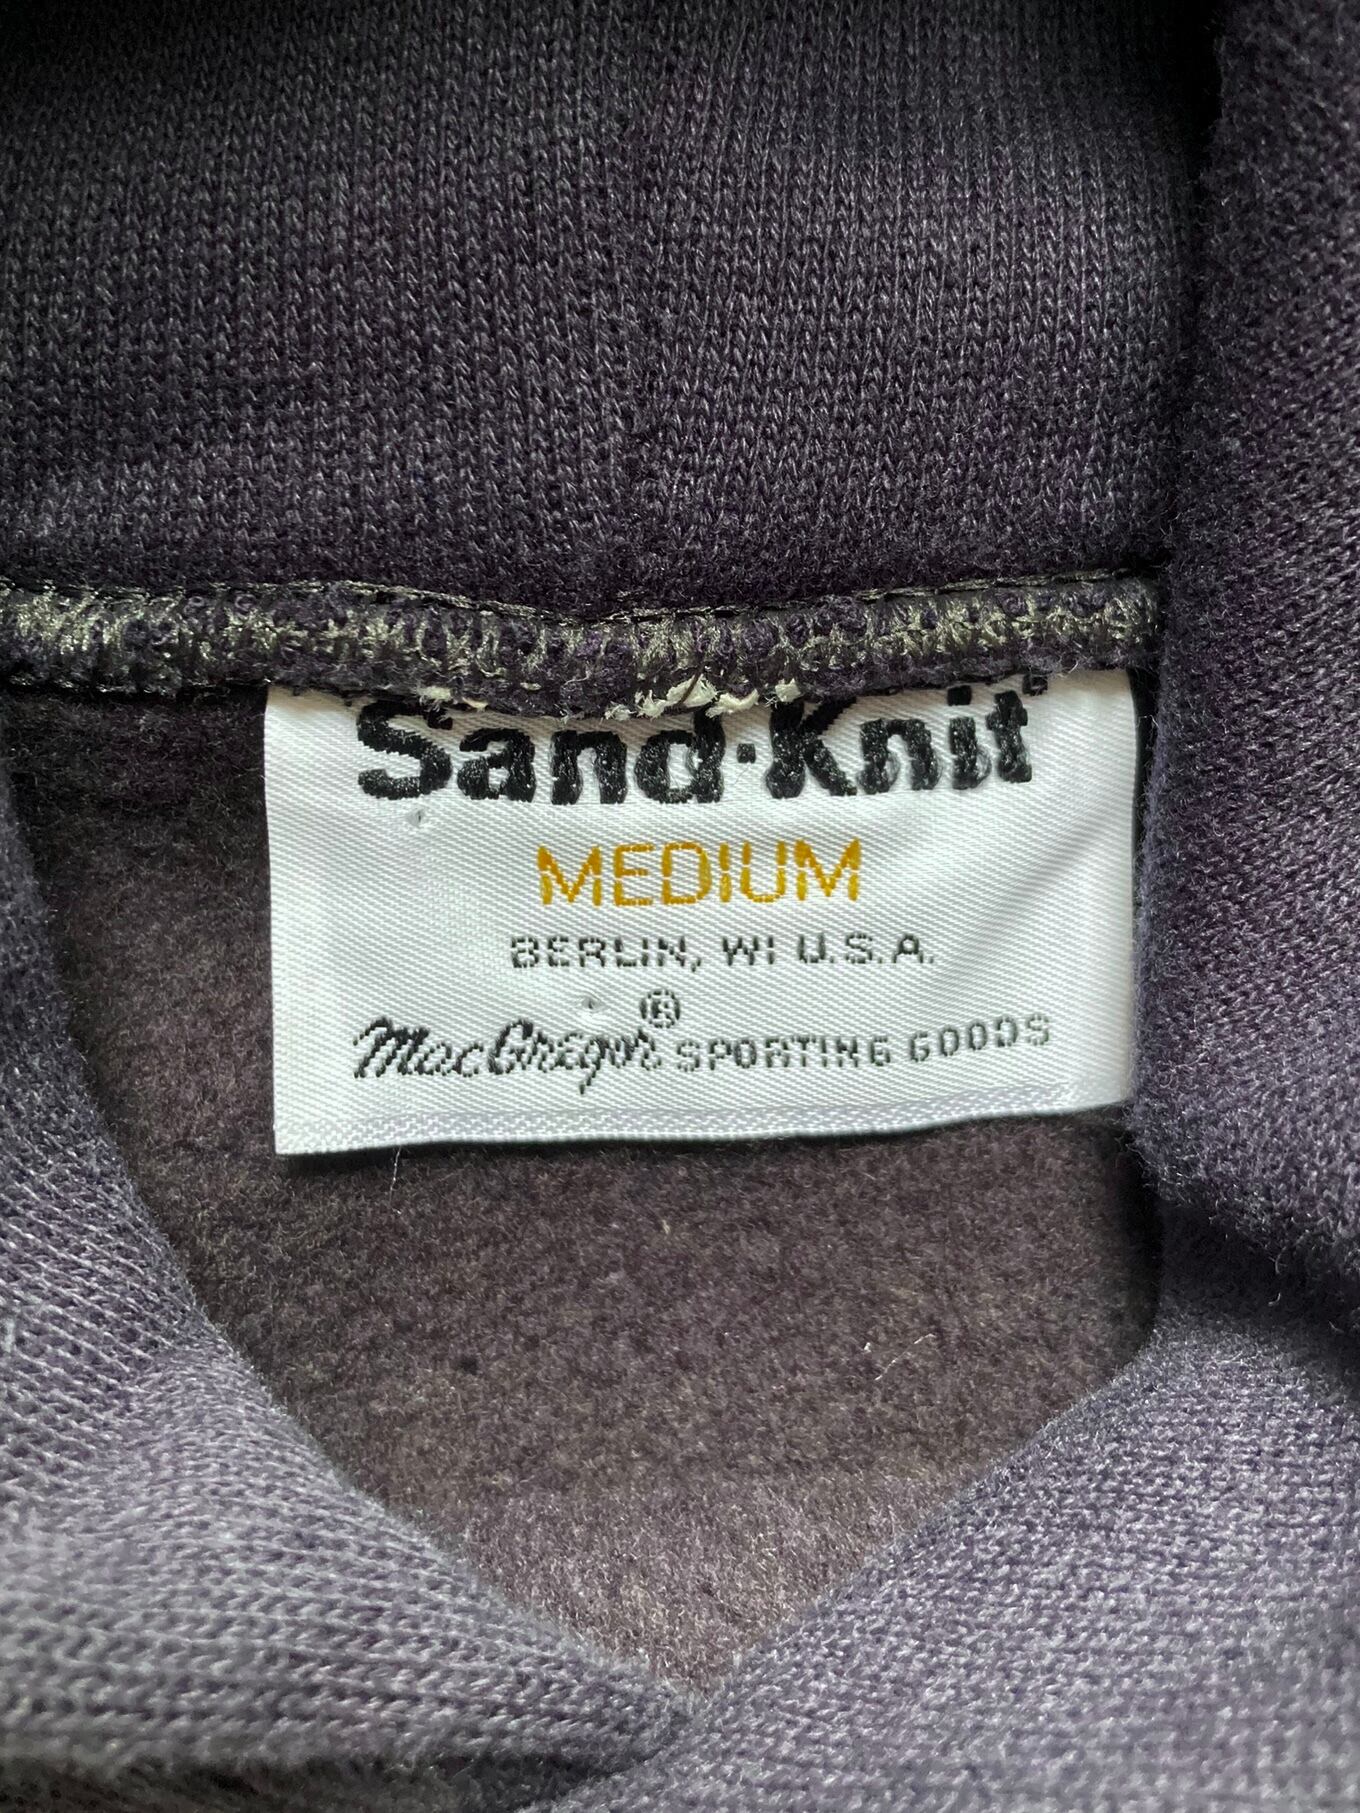 Sand·Knit®
MEDIUM
BERLIN, WI U.S.A.
MacGregor® SPORTING GOODS